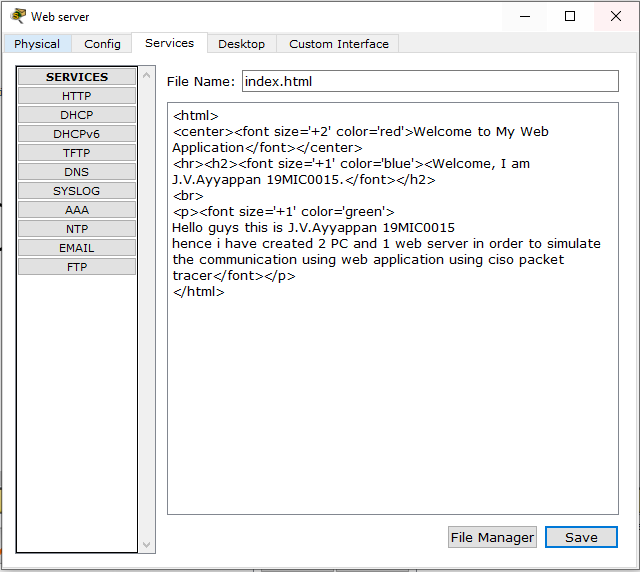 Web server
Physical Config Services Desktop Custom Interface
SERVICES
HTTP
DHCP
DHCPv6
TFTP
DNS
SYSLOG
AAA
NTP
EMAIL
FTP
File Name: index.html
<html>
<center><font size='+2' color='red'>Welcome to My Web
Application</font></center>
<hr><h2><font size='+1' color='blue'><Welcome, I am
J.V.Ayyappan 19MIC0015.</font></h2>
<br>
<p><font size='+1' color='green'>
Hello guys this is J.V.Ayyappan 19MIC0015
hence i have created 2 PC and 1 web server in order to simulate
the communication using web application using ciso packet
tracer</font></p>
</html>
File Manager Save